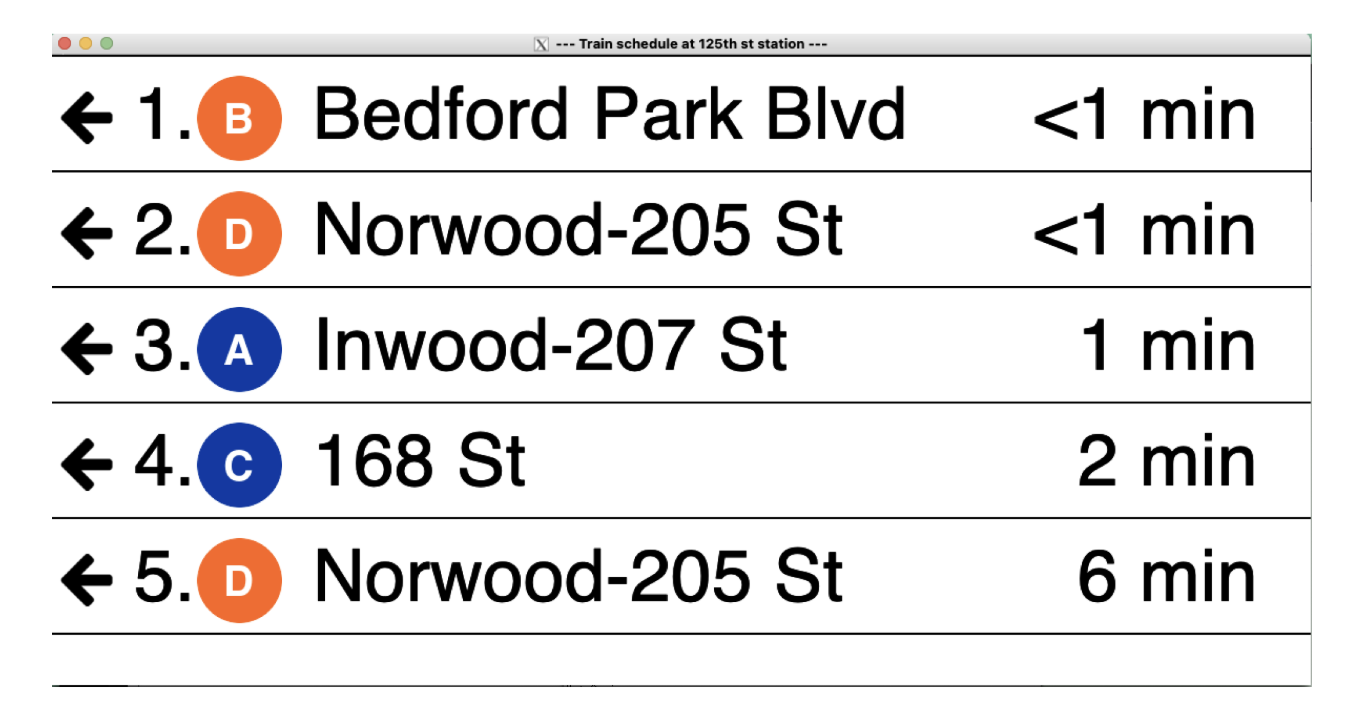 --- Train schedule at 125th st station ---
← 1. B Bedford Park Blvd <1 min
← 2. D Norwood-205 St <1 min
← 3. A Inwood-207 St 1 min
← 4. C 168 St 2 min
← 5. D Norwood-205 St 6 min